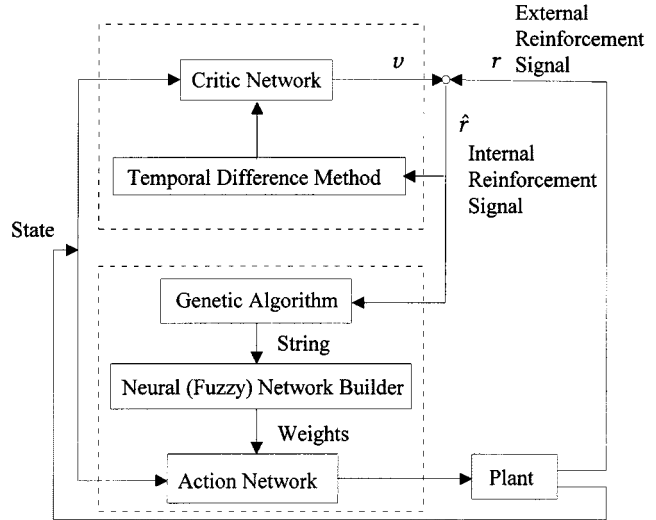 External
Reinforcement
Signal
Critic Network
v
r
r̂
Internal
Reinforcement
Signal
Temporal Difference Method
State
Genetic Algorithm
String
Neural (Fuzzy) Network Builder
Weights
Action Network
Plant